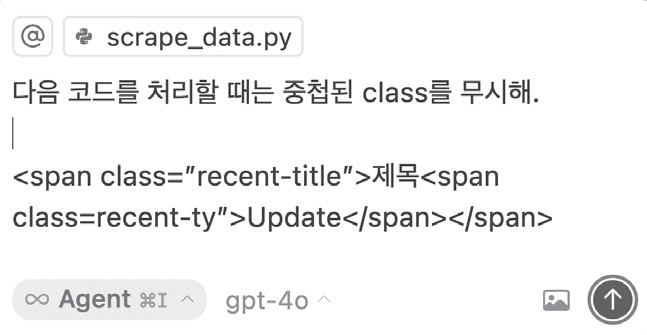 @ scrape_data.py
다음 코드를 처리할 때는 중첩된 class를 무시해.
<span class=”recent-title”>제목<span
class=recent-ty”>Update</span></span>
∞ Agent ⌘I ^ gpt-4o ^